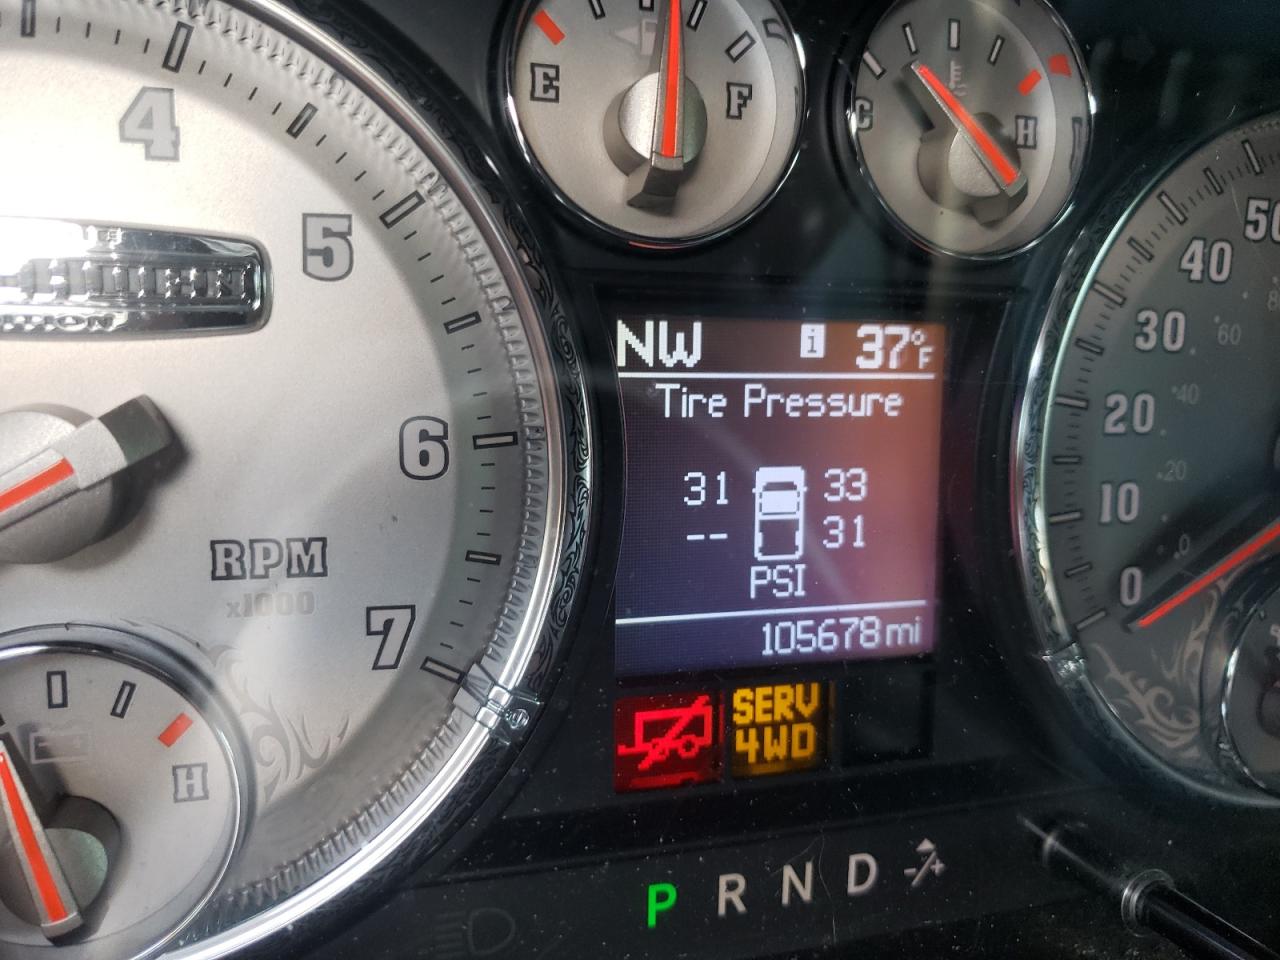 4
5
6
7
RPM
x1000
H
E
F
C
H
NW i 37°F
Tire Pressure
31 33
-- 31
PSI
105678 mi
SERV
4WD
P R N D
50
40
30
20
10
0
60
40
20
0